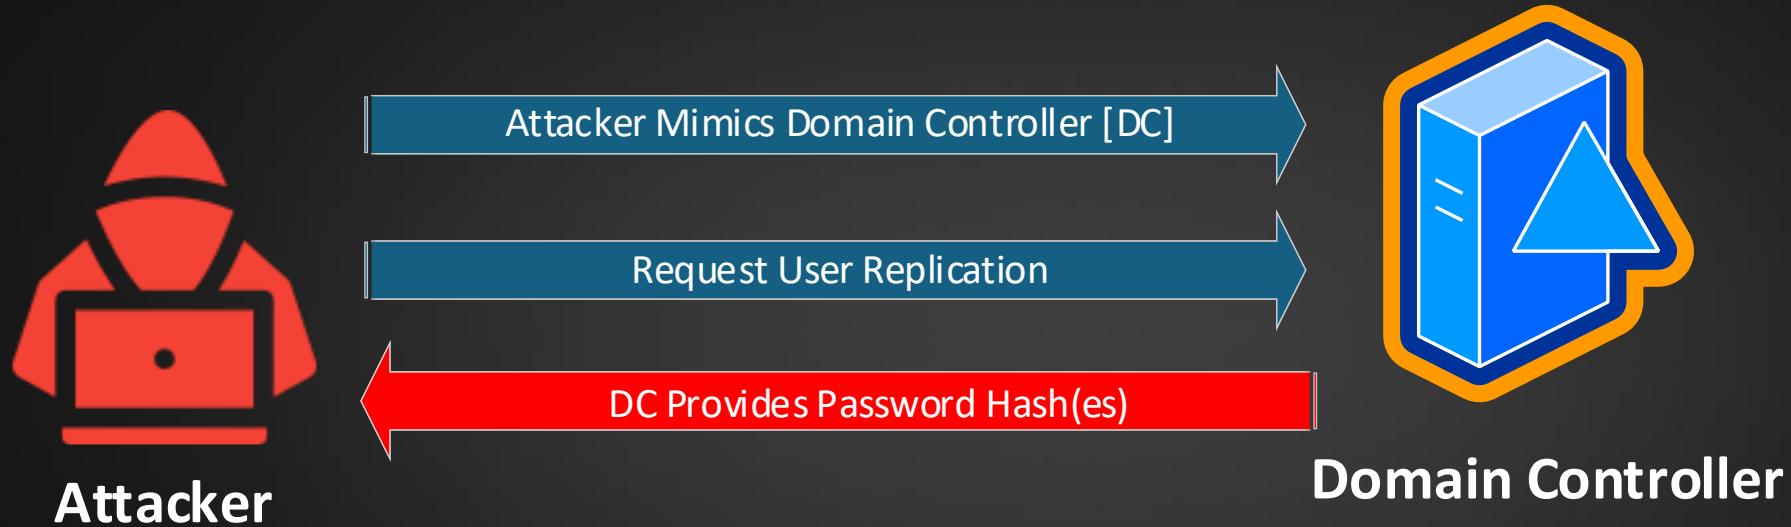 Attacker Mimics Domain Controller [DC]
Request User Replication
DC Provides Password Hash(es)
Attacker
Domain Controller